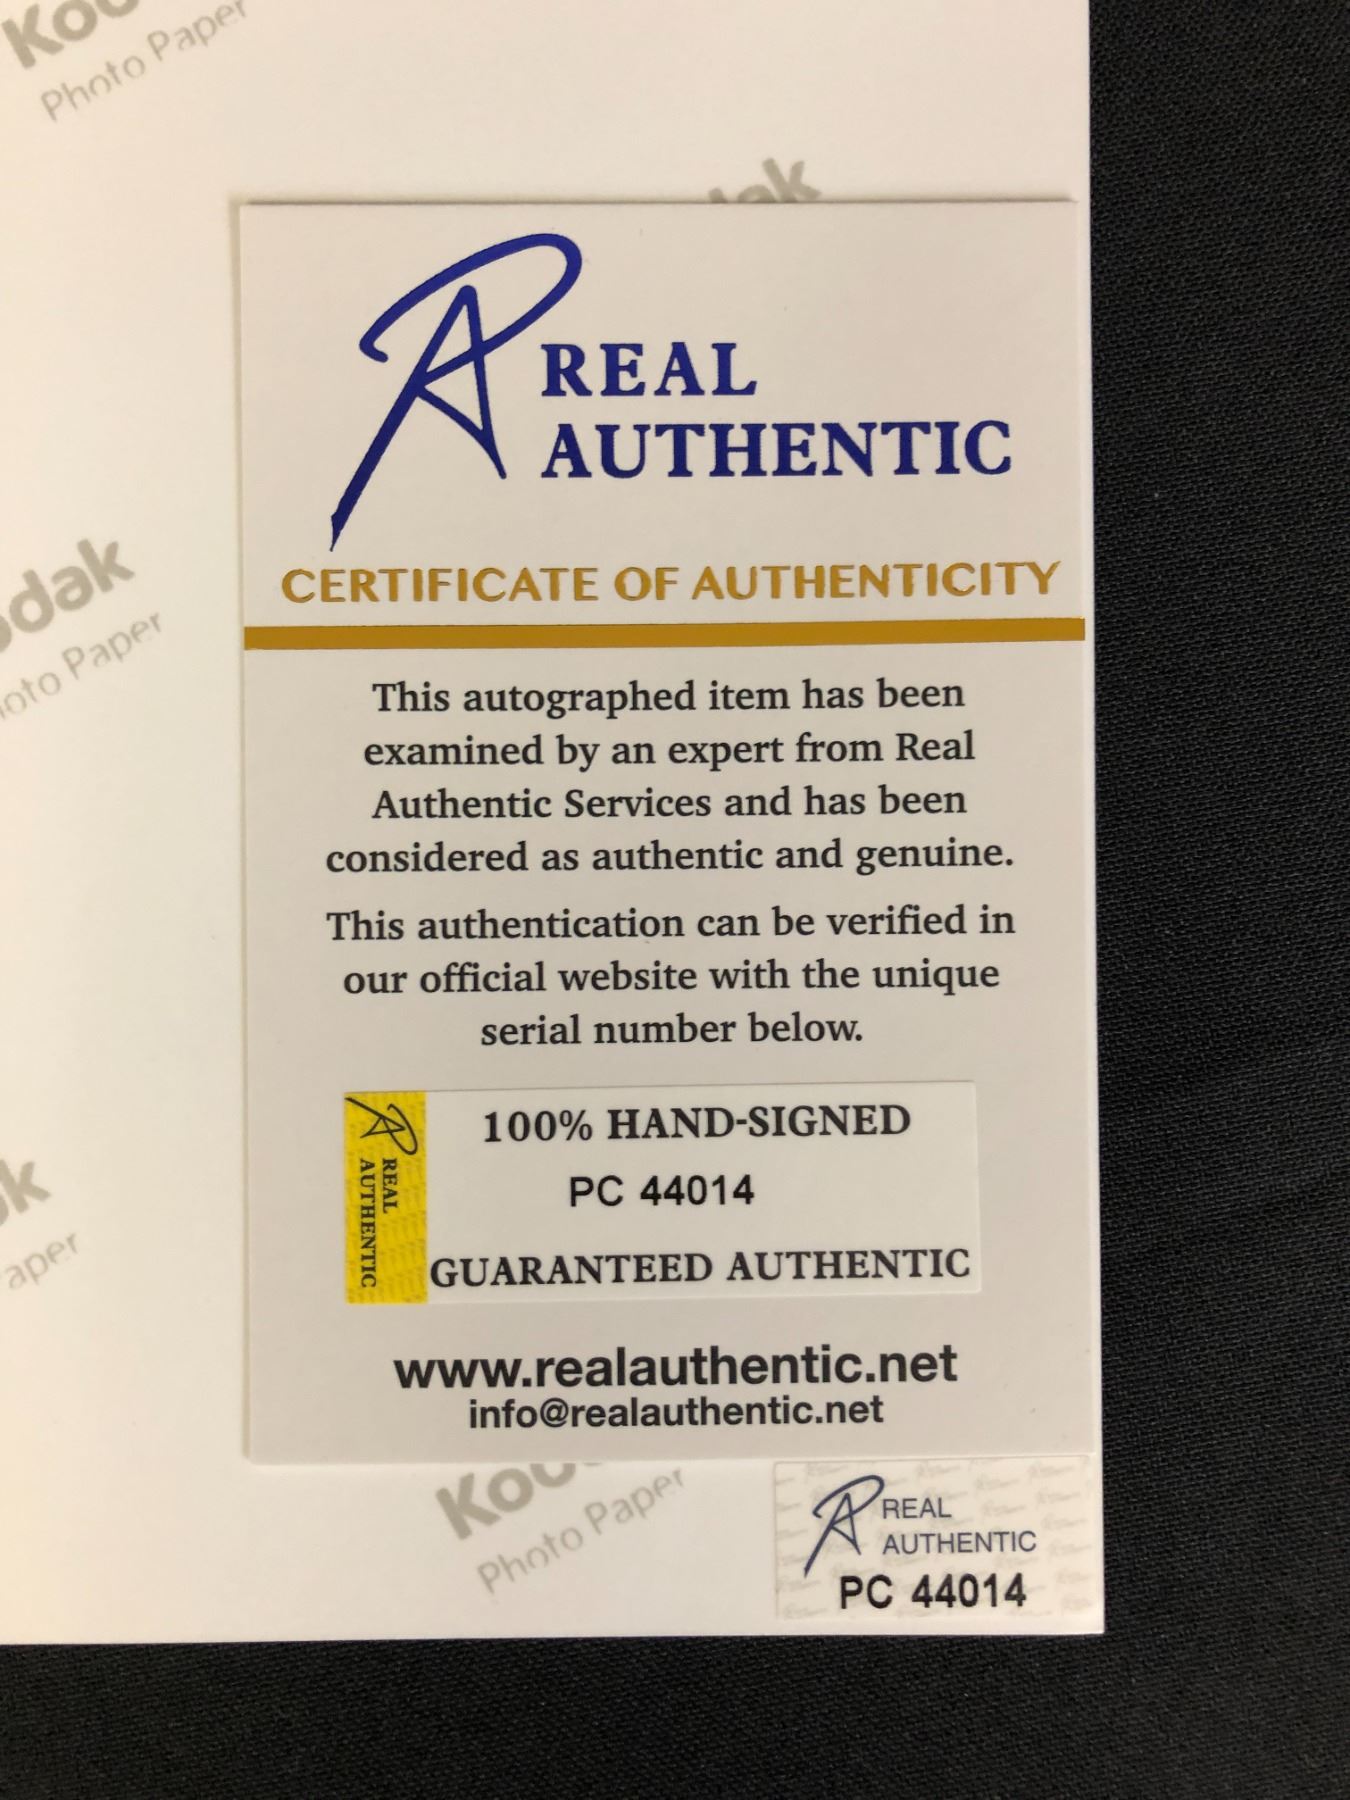 Photo Paper
REAL
AUTHENTIC
CERTIFICATE OF AUTHENTICITY
This autographed item has been
examined by an expert from Real
Authentic Services and has been
considered as authentic and genuine.
This authentication can be verified in
our official website with the unique
serial number below.
REAL
AUTHENTIC
100% HAND-SIGNED
PC 44014
GUARANTEED AUTHENTIC
www.realauthentic.net
info@realauthentic.net
Photo Paper
REAL
AUTHENTIC
PC 44014